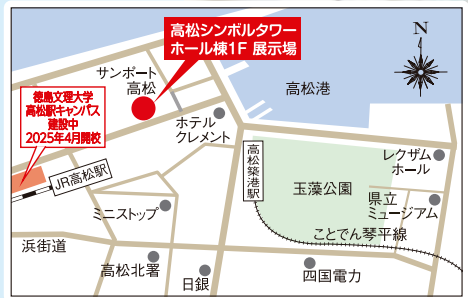 高松シンボルタワー
ホール棟1F 展示場
N
サンポート
高松
高松港
徳島文理大学
高松駅キャンパス
建設中
2025年4月開校
ホテル
クレメント
JR高松駅
高松築港駅
レクザム
ホール
玉藻公園
県立
ミュージアム
ミニストップ
ことでん琴平線
浜街道
高松北署
日銀
四国電力